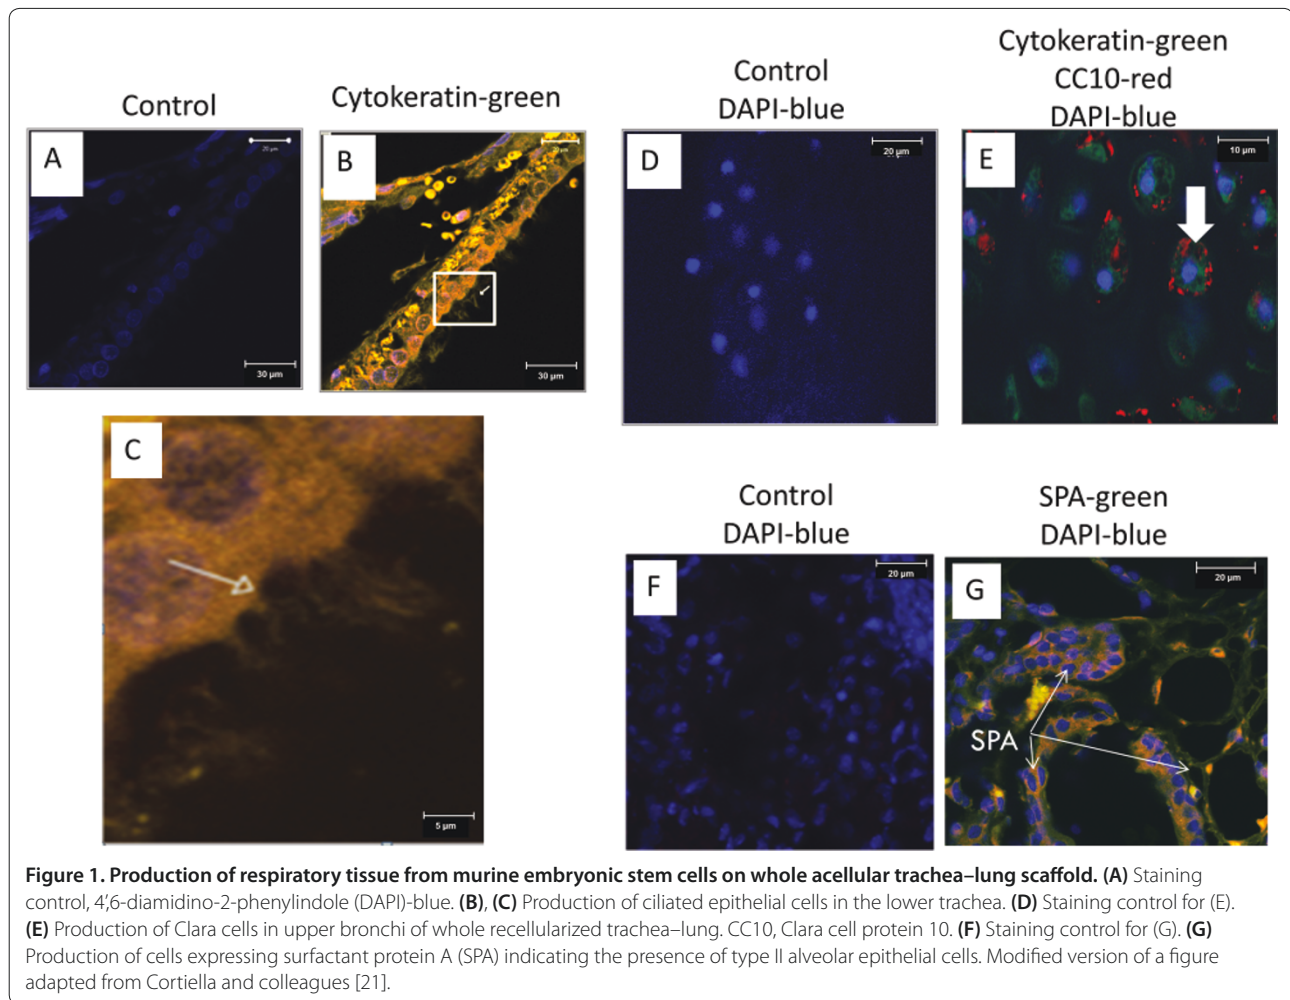 Control
Cytokeratin-green
Control
DAPI-blue
Cytokeratin-green
CC10-red
DAPI-blue
A
20 µm
30 µm
B
20 µm
30 µm
D
20 µm
E
10 µm
C
5 µm
Control
DAPI-blue
SPA-green
DAPI-blue
F
20 µm
G
20 µm
SPA
Figure 1. Production of respiratory tissue from murine embryonic stem cells on whole acellular trachea–lung scaffold. (A) Staining
control, 4′,6-diamidino-2-phenylindole (DAPI)-blue. (B), (C) Production of ciliated epithelial cells in the lower trachea. (D) Staining control for (E).
(E) Production of Clara cells in upper bronchi of whole recellularized trachea–lung. CC10, Clara cell protein 10. (F) Staining control for (G). (G)
Production of cells expressing surfactant protein A (SPA) indicating the presence of type II alveolar epithelial cells. Modified version of a figure
adapted from Cortiella and colleagues [21].